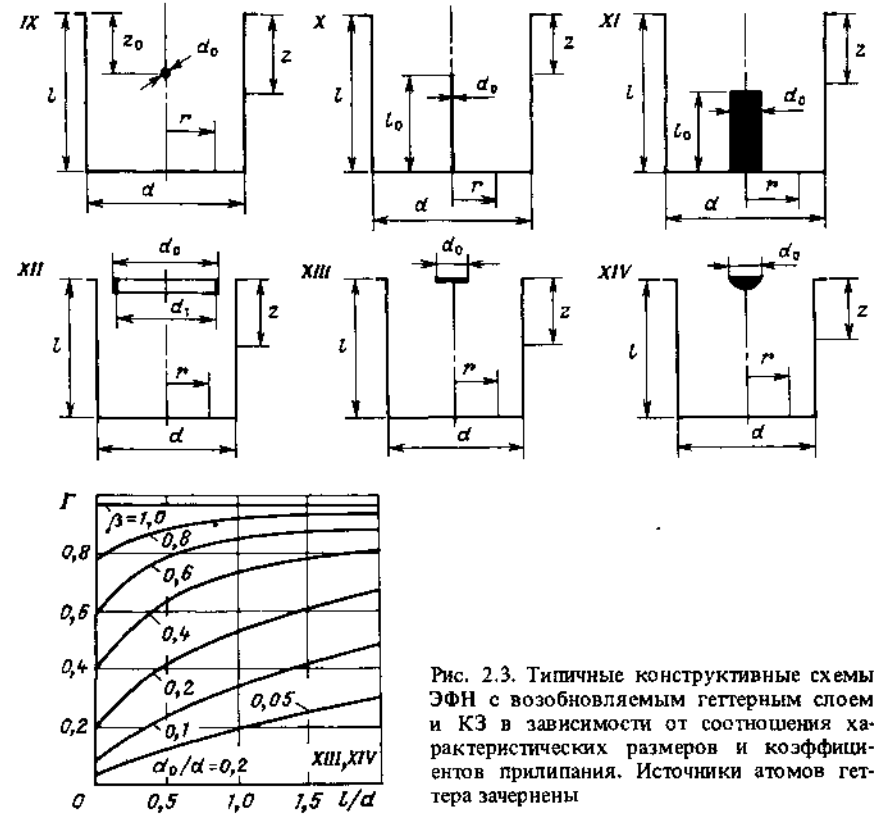 IX
X
XI
z₀
d₀
l
z
r
d
d₀
l
l₀
z
r
d
d₀
l
l₀
z
r
d
XII
XIII
XIV
d₀
d₁
l
z
r
d
d₀
l
z
r
d
d₀
l
z
r
d
Γ
β=1,0
0,8
0,8
0,6
0,6
0,4
0,4
0,2
0,05
0,2
0,1
d₀/d=0,2
XIII,XIV
0
0,5
1,0
1,5
l/d
Рис. 2.3. Типичные конструктивные схемы
ЭФН с возобновляемым геттерным слоем
и КЗ в зависимости от соотношения ха-
рактеристических размеров и коэффици-
ентов прилипания. Источники атомов гет-
тера зачернены